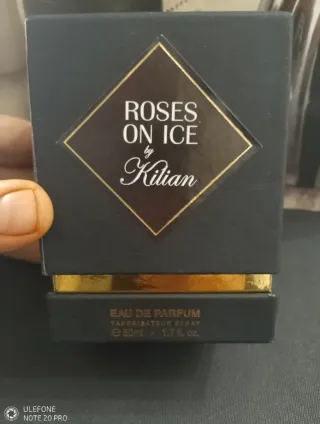 ROSES
ON ICE
by
Kilian
EAU DE PARFUM
VAPORISATEUR SPRAY
℮ 50ml - 1.7 fl. oz.
ULEFONE
NOTE 20 PRO